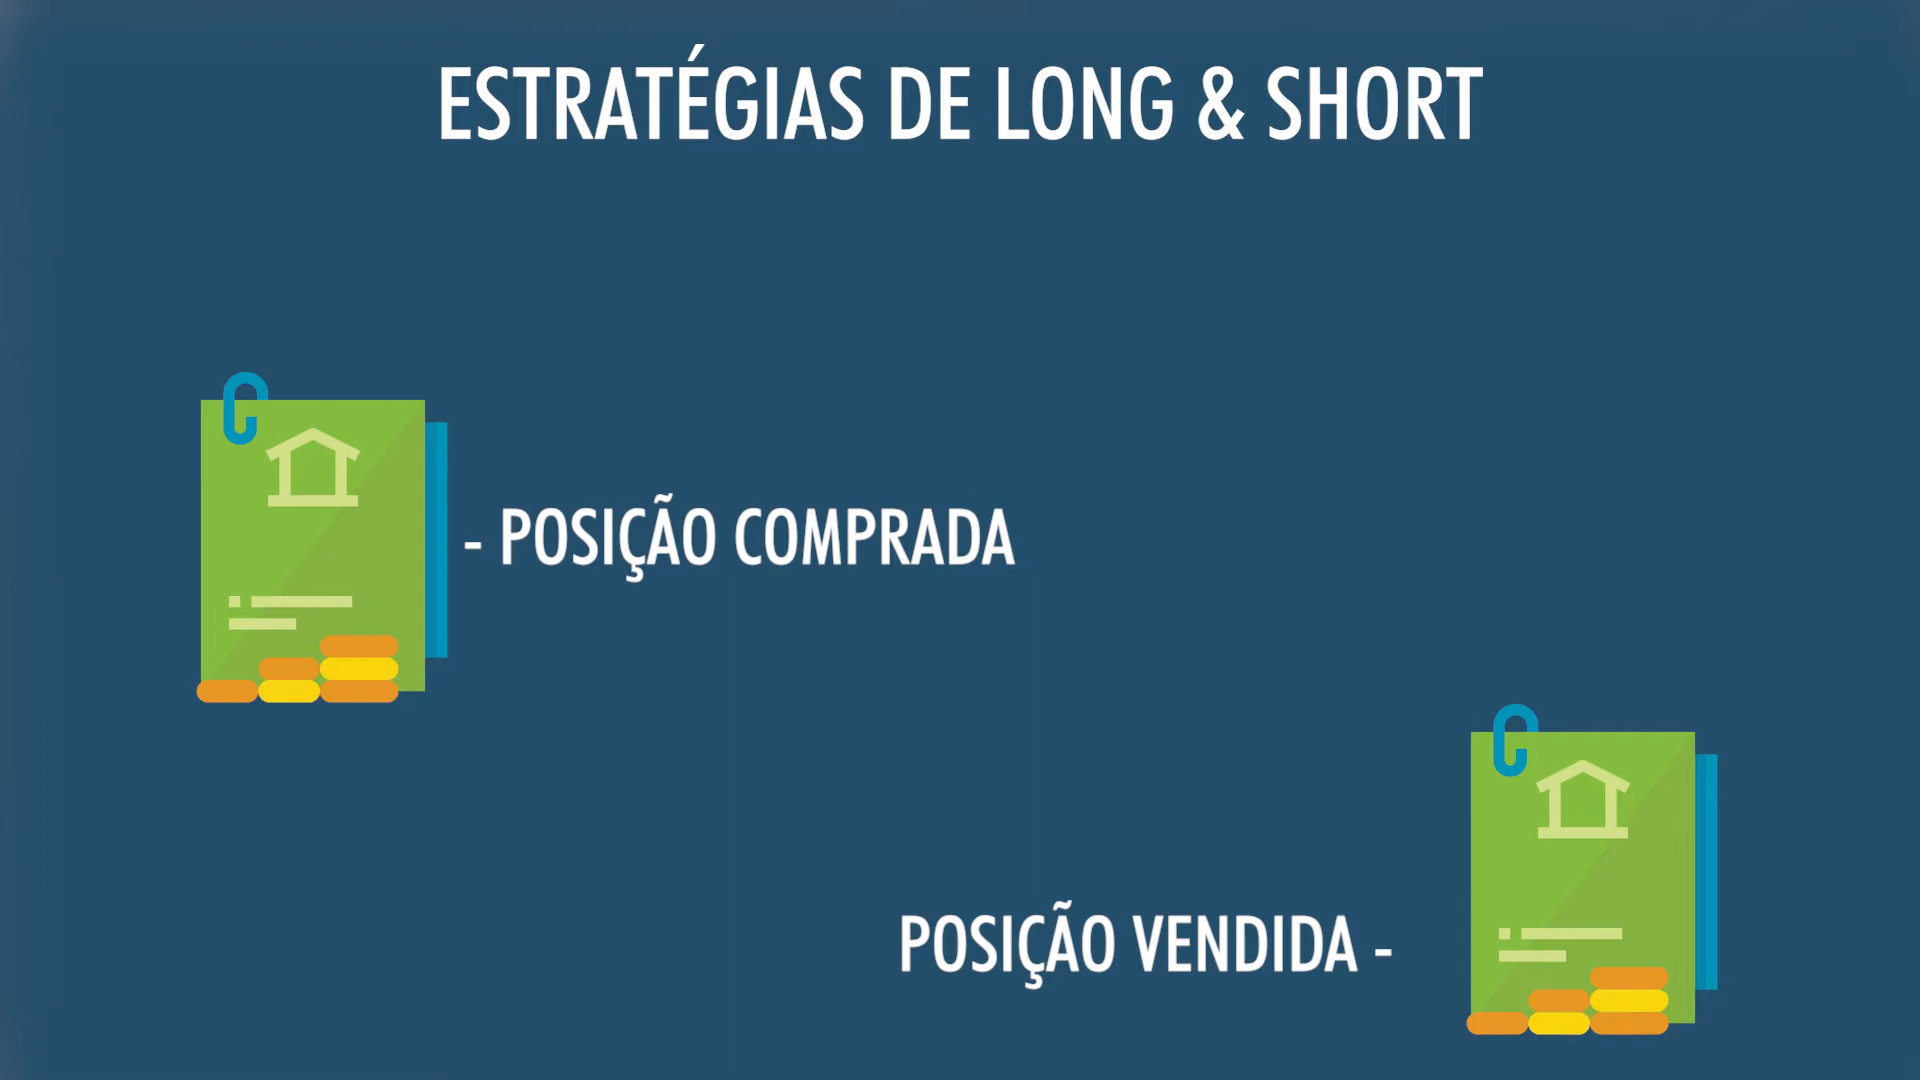 ESTRATÉGIAS DE LONG & SHORT
- POSIÇÃO COMPRADA
POSIÇÃO VENDIDA -